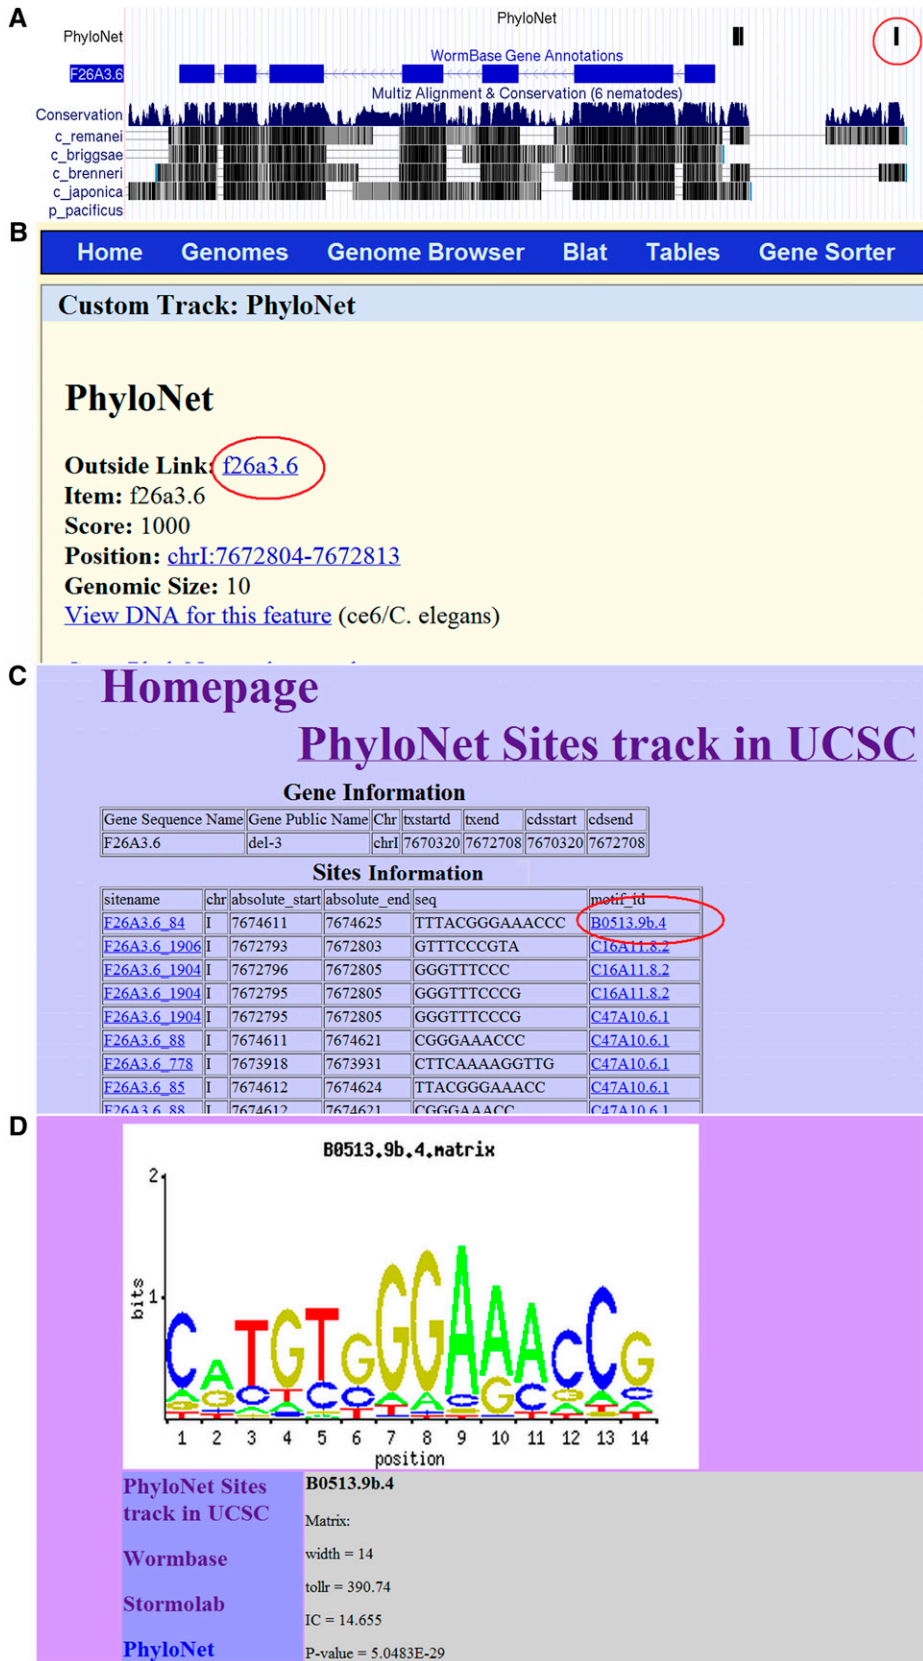 A
PhyloNet
PhyloNet
WormBase Gene Annotations
F26A3.6
Multiz Alignment & Conservation (6 nematodes)
Conservation
c_remanei
c_briggsae
c_brenneri
c_japonica
p_pacificus
B
Home Genomes Genome Browser Blat Tables Gene Sorter
Custom Track: PhyloNet
PhyloNet
Outside Link: f26a3.6
Item: f26a3.6
Score: 1000
Position: chrI:7672804-7672813
Genomic Size: 10
View DNA for this feature (ce6/C. elegans)
C
Homepage
PhyloNet Sites track in UCSC
Gene Information
Gene Sequence Name Gene Public Name Chr txstartd txend cdsstart cdsend
F26A3.6 del-3 chrI 7670320 7672708 7670320 7672708
Sites Information
sitename chr absolute_start absolute_end seq motif_id
F26A3.6_84 I 7674611 7674625 TTTACGGGAAACCC B0513.9b.4
F26A3.6_1906 I 7672793 7672803 GTTTCCCGTA C16A11.8.2
F26A3.6_1904 I 7672796 7672805 GGGTTTCCC C16A11.8.2
F26A3.6_1904 I 7672795 7672805 GGGTTTCCCG C16A11.8.2
F26A3.6_1904 I 7672795 7672805 GGGTTTCCCG C47A10.6.1
F26A3.6_88 I 7674611 7674621 CGGGAAACCC C47A10.6.1
F26A3.6_778 I 7673918 7673931 CTTCAAAAGGTTG C47A10.6.1
F26A3.6_85 I 7674612 7674624 TTACGGGAAACC C47A10.6.1
F26A3.6_88 I 7674612 7674621 CGGGAAACC C47A10.6.1
D
B0513.9b.4.matrix
2
bits
1
CATGTGGGAAACCG
1 2 3 4 5 6 7 8 9 10 11 12 13 14
position
PhyloNet Sites
track in UCSC
Wormbase
Stormolab
PhyloNet
B0513.9b.4
Matrix:
width = 14
tollr = 390.74
IC = 14.655
P-value = 5.0483E-29